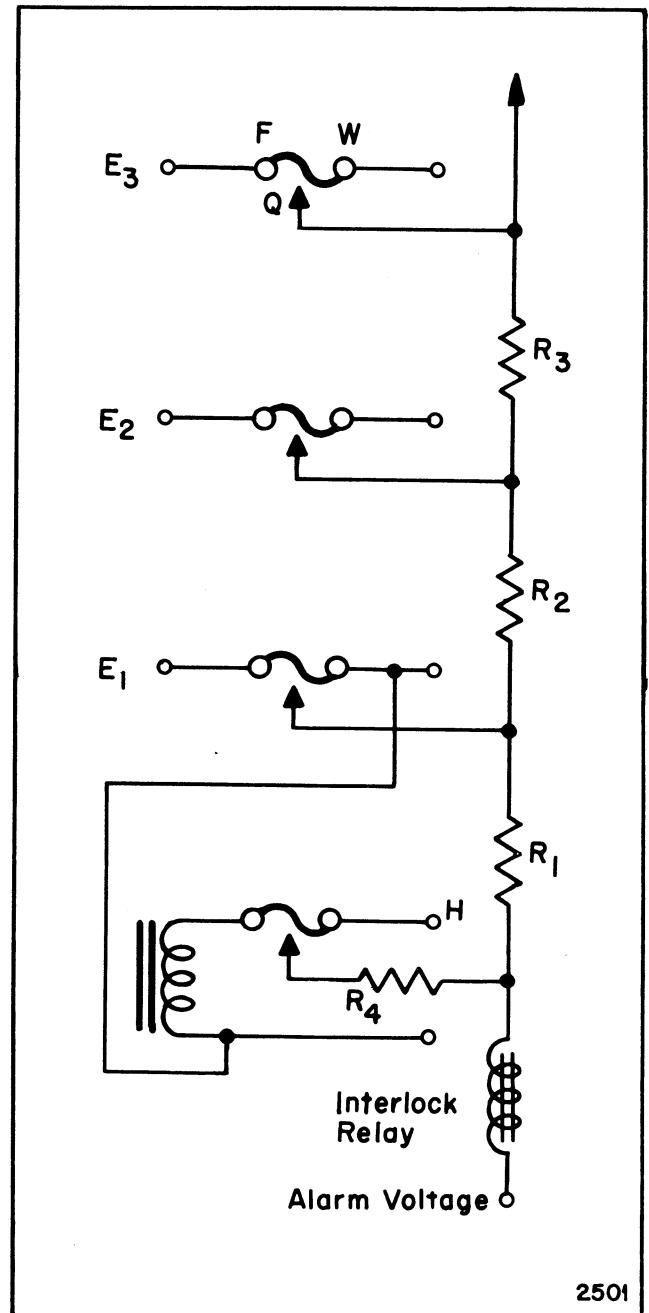 F W
E3
Q
R3
E2
R2
E1
R1
H
R4
Interlock
Relay
Alarm Voltage
2501